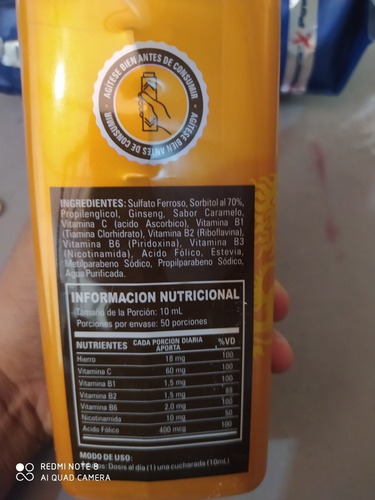 AGITESE BIEN ANTES DE CONSUMIR - AGITESE BIEN ANTES DE CONSUMIR -
INGREDIENTES: Sulfato Ferroso, Sorbitol al 70%,
Propilenglicol, Ginseng, Sabor Caramelo,
Vitamina C (acido Ascorbico), Vitamina B1
(Tiamina Clorhidrato), Vitamina B2 (Riboflavina),
Vitamina B6 (Piridoxina), Vitamina B3
(Nicotinamida), Ácido Fólico, Estevia,
Metilparabeno Sódico, Propilparabeno Sódico,
Agua Purificada.
INFORMACION NUTRICIONAL
Tamaño de la Porción: 10 mL
Porciones por envase: 50 porciones
NUTRIENTES CADA PORCION DIARIA APORTA %VD
Hierro 18 mg 100
Vitamina C 60 mg 100
Vitamina B1 1,5 mg 100
Vitamina B2 1,5 mg 88
Vitamina B6 2.0 mg 100
Nicotinamida 10 mg 50
Ácido Fólico 400 mcg 100
MODO DE USO:
Dosis al día (1) una cucharada (10mL)
REDMI NOTE 8
AI QUAD CAMERA